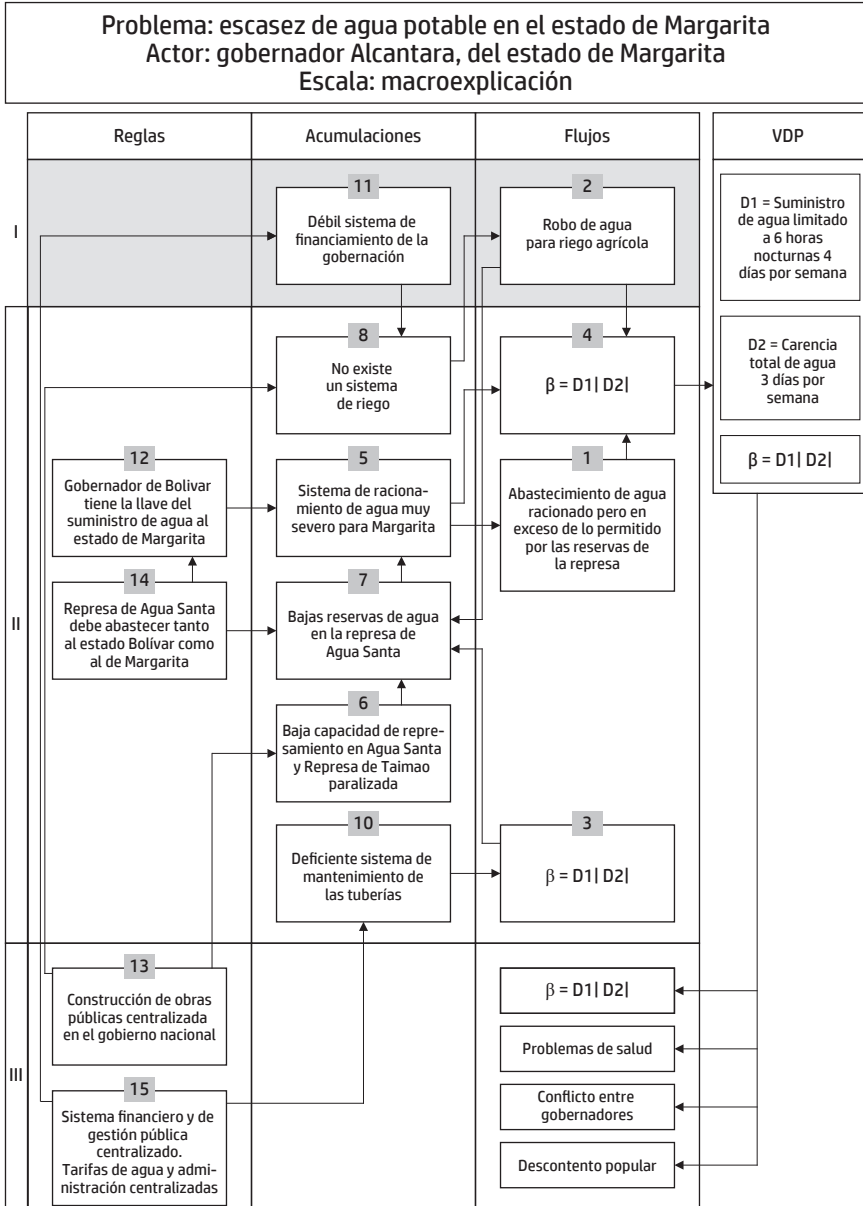 Problema: escasez de agua potable en el estado de Margarita
Actor: gobernador Alcantara, del estado de Margarita
Escala: macroexplicación
Reglas
Acumulaciones
Flujos
VDP
I
11
Débil sistema de
financiamiento de la
gobernación
2
Robo de agua
para riego agrícola
D1 = Suministro
de agua limitado
a 6 horas
nocturnas 4
días por semana
II
8
No existe
un sistema
de riego
4
β = D1| D2|
D2 = Carencia
total de agua
3 días por
semana
β = D1| D2|
12
Gobernador de Bolivar
tiene la llave del
suministro de agua al
estado de Margarita
5
Sistema de raciona-
miento de agua muy
severo para Margarita
1
Abastecimiento de agua
racionado pero en
exceso de lo permitido
por las reservas de
la represa
14
Represa de Agua Santa
debe abastecer tanto
al estado Bolívar como
al de Margarita
7
Bajas reservas de agua
en la represa de
Agua Santa
6
Baja capacidad de repre-
samiento en Agua Santa
y Represa de Taimao
paralizada
10
Deficiente sistema de
mantenimiento de
las tuberías
3
β = D1| D2|
III
13
Construcción de obras
públicas centralizada
en el gobierno nacional
β = D1| D2|
Problemas de salud
15
Sistema financiero y de
gestión pública
centralizado.
Tarifas de agua y admi-
nistración centralizadas
Conflicto entre
gobernadores
Descontento popular